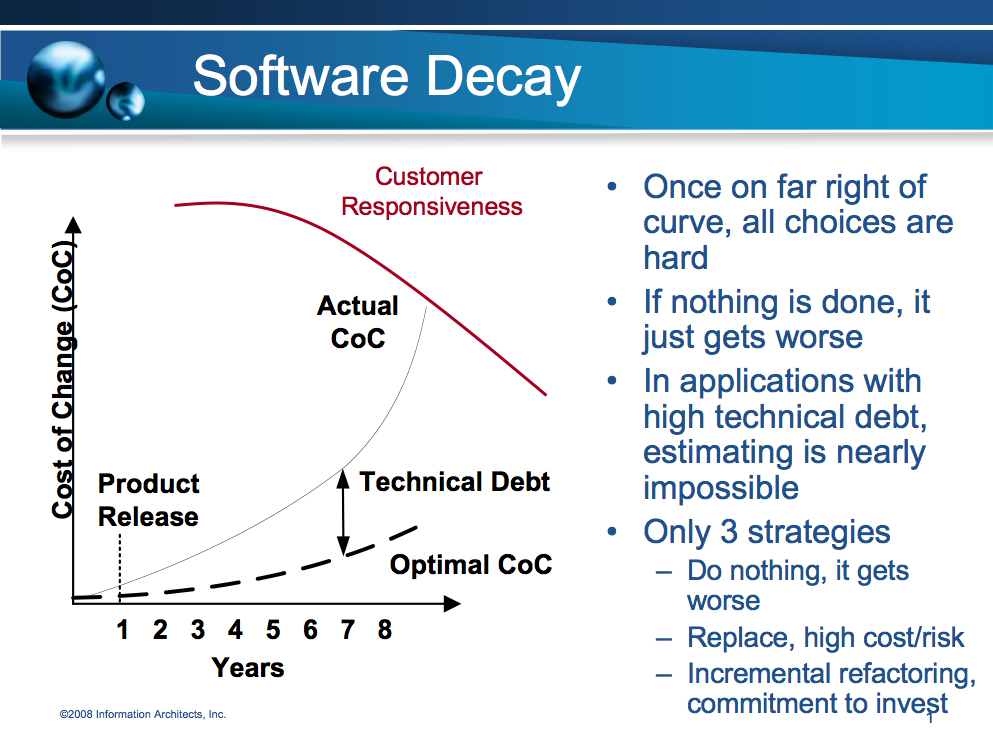 Software Decay
Customer
Responsiveness
Cost of Change (CoC)
Actual
CoC
Product
Release
Technical Debt
Optimal CoC
1 2 3 4 5 6 7 8
Years
• Once on far right of
curve, all choices are
hard
• If nothing is done, it
just gets worse
• In applications with
high technical debt,
estimating is nearly
impossible
• Only 3 strategies
– Do nothing, it gets
worse
– Replace, high cost/risk
– Incremental refactoring,
commitment to invest
©2008 Information Architects, Inc.
1